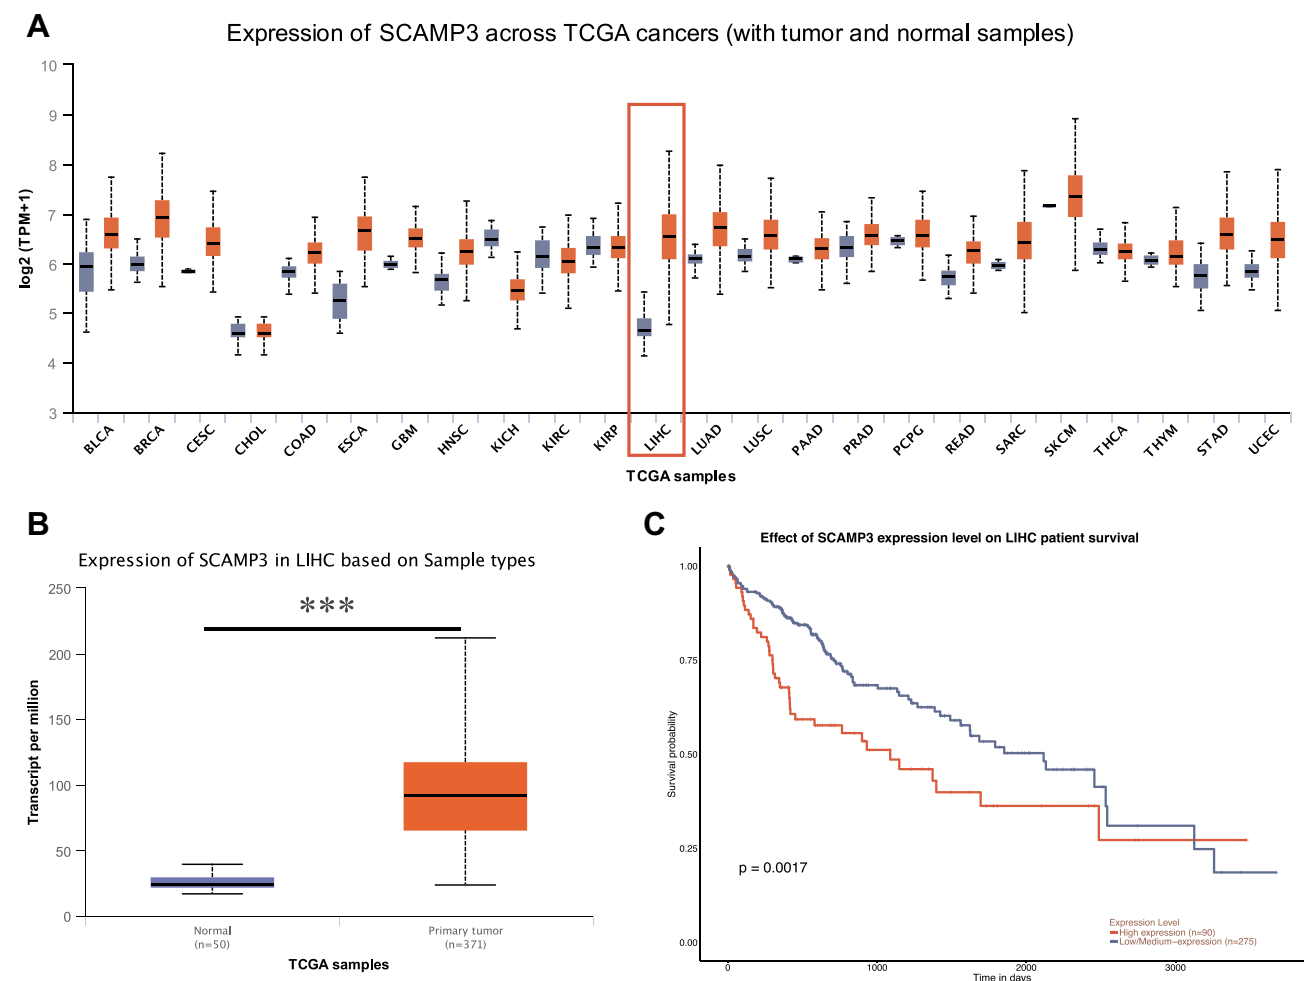 A
Expression of SCAMP3 across TCGA cancers (with tumor and normal samples)
10
9
8
7
6
5
4
3
log2 (TPM+1)
BLCA
BRCA
CESC
CHOL
COAD
ESCA
GBM
HNSC
KICH
KIRC
KIRP
LIHC
LUAD
LUSC
PAAD
PRAD
PCPG
READ
SARC
SKCM
THCA
THYM
STAD
UCEC
TCGA samples
B
Expression of SCAMP3 in LIHC based on Sample types
250
200
150
100
50
0
Transcript per million
***
Normal
(n=50)
Primary tumor
(n=371)
TCGA samples
C
Effect of SCAMP3 expression level on LIHC patient survival
1.00
0.75
0.50
0.25
0.00
Survival probability
p = 0.0017
Expression Level
High expression (n=90)
Low/Medium-expression (n=275)
0
1000
2000
3000
Time in days